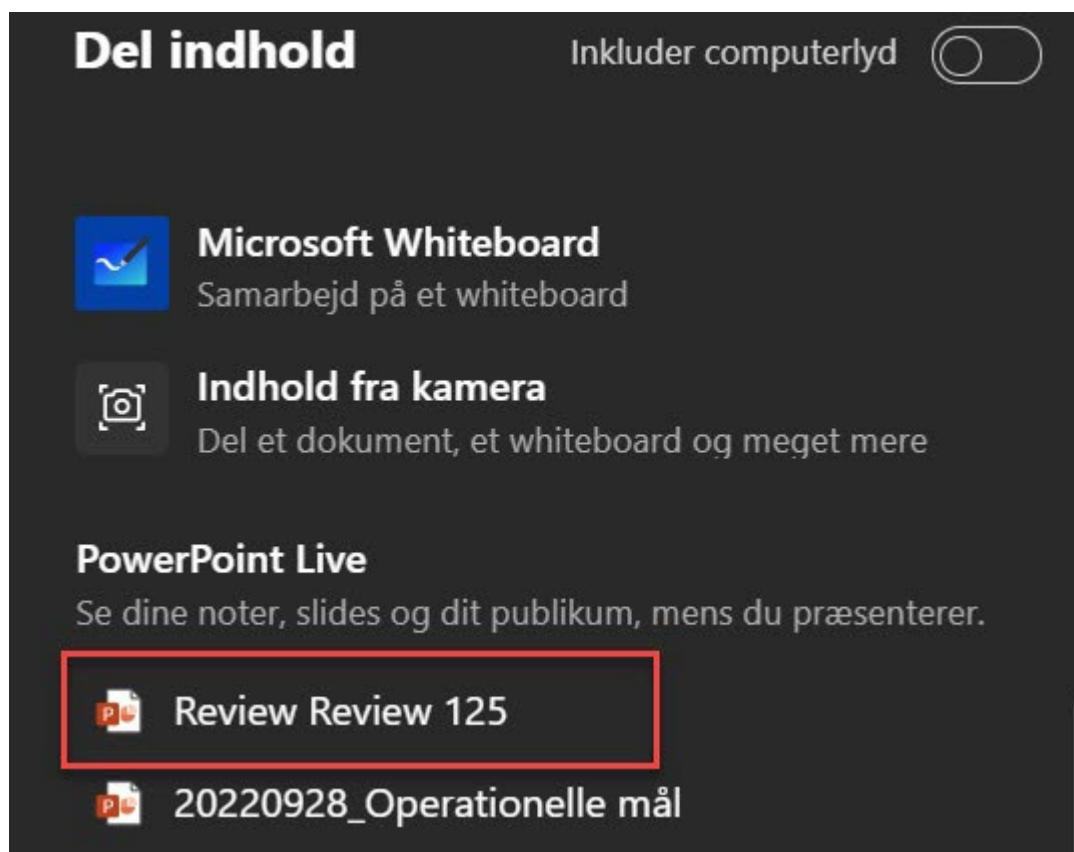 Del indhold
Inkluder computerlyd
Microsoft Whiteboard
Samarbejd på et whiteboard
Indhold fra kamera
Del et dokument, et whiteboard og meget mere
PowerPoint Live
Se dine noter, slides og dit publikum, mens du præsenterer.
Review Review 125
20220928_Operationelle mål